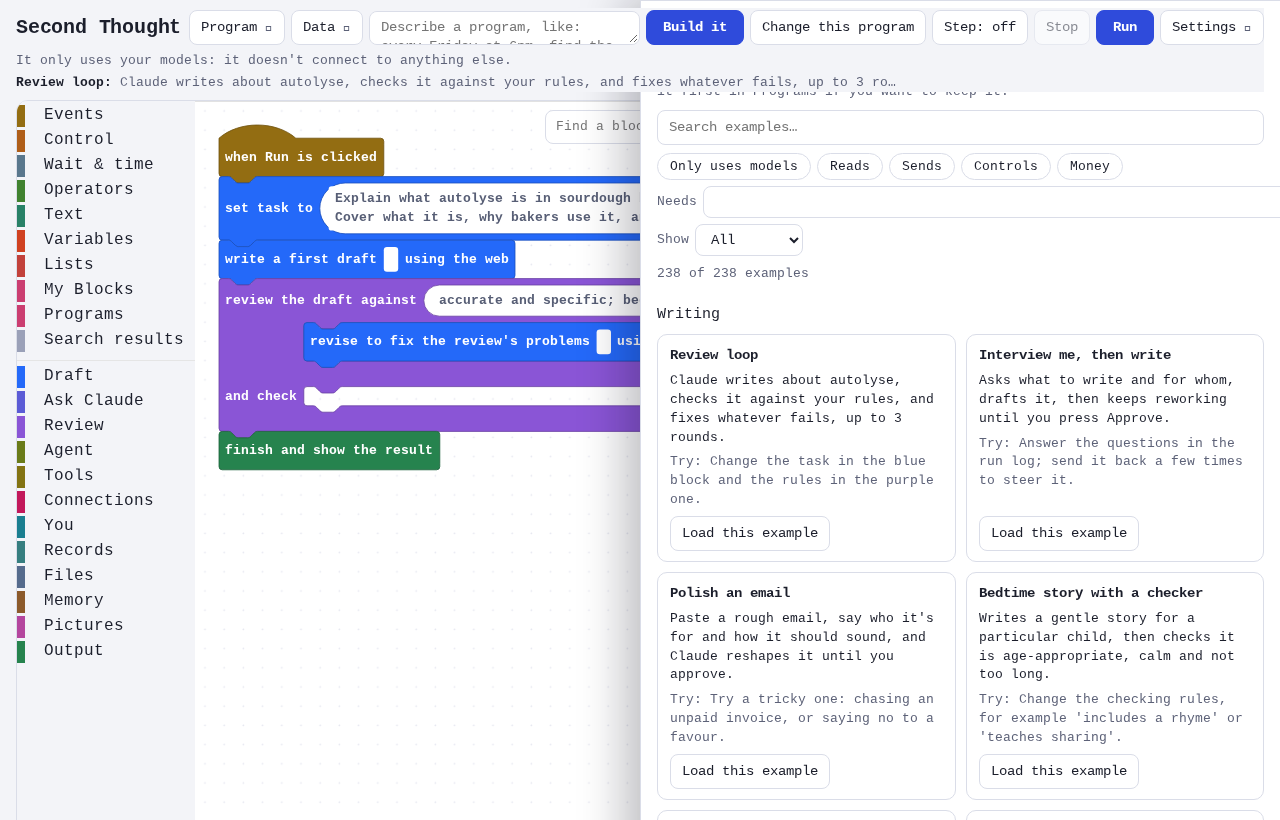 Second Thought
Program
Data
Describe a program, like:
Build it
Change this program
Step: off
Stop
Run
Settings
It only uses your models: it doesn't connect to anything else.
Review loop: Claude writes about autolyse, checks it against your rules, and fixes whatever fails, up to 3 ro…
Events
Control
Wait & time
Operators
Text
Variables
Lists
My Blocks
Programs
Search results
Draft
Ask Claude
Review
Agent
Tools
Connections
You
Records
Files
Memory
Pictures
Output
Find a bloc
when Run is clicked
set task to
Explain what autolyse is in sourdough
Cover what it is, why bakers use it, a
write a first draft using the web
review the draft against accurate and specific; be
revise to fix the review's problems usi
and check
finish and show the result
it first in Programs if you want to keep it.
Search examples…
Only uses models
Reads
Sends
Controls
Money
Needs
Show All
238 of 238 examples
Writing
Review loop
Claude writes about autolyse,
checks it against your rules, and
fixes whatever fails, up to 3
rounds.
Try: Change the task in the blue
block and the rules in the purple
one.
Load this example
Interview me, then write
Asks what to write and for whom,
drafts it, then keeps reworking
until you press Approve.
Try: Answer the questions in the
run log; send it back a few times
to steer it.
Load this example
Polish an email
Paste a rough email, say who it's
for and how it should sound, and
Claude reshapes it until you
approve.
Try: Try a tricky one: chasing an
unpaid invoice, or saying no to a
favour.
Load this example
Bedtime story with a checker
Writes a gentle story for a
particular child, then checks it
is age-appropriate, calm and not
too long.
Try: Change the checking rules,
for example 'includes a rhyme' or
'teaches sharing'.
Load this example